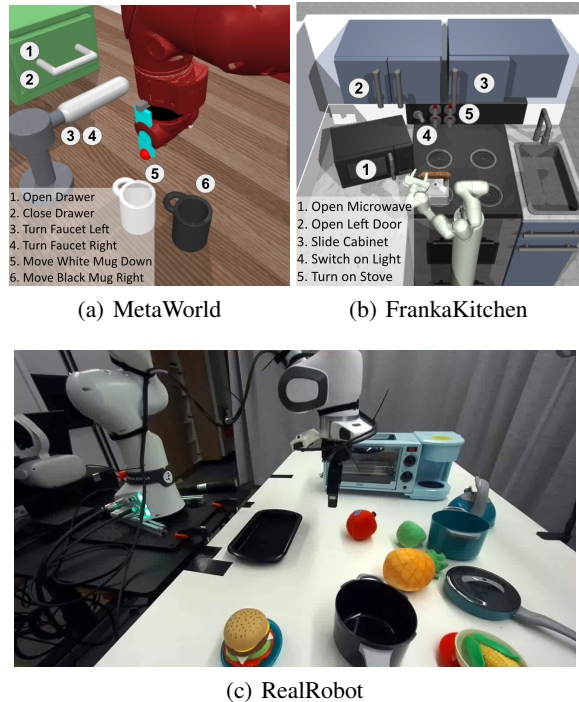 1
2
3 4
5
6
1. Open Drawer
2. Close Drawer
3. Turn Faucet Left
4. Turn Faucet Right
5. Move White Mug Down
6. Move Black Mug Right
(a) MetaWorld
2
3
5
4
1
1. Open Microwave
2. Open Left Door
3. Slide Cabinet
4. Switch on Light
5. Turn on Stove
(b) FrankaKitchen
(c) RealRobot